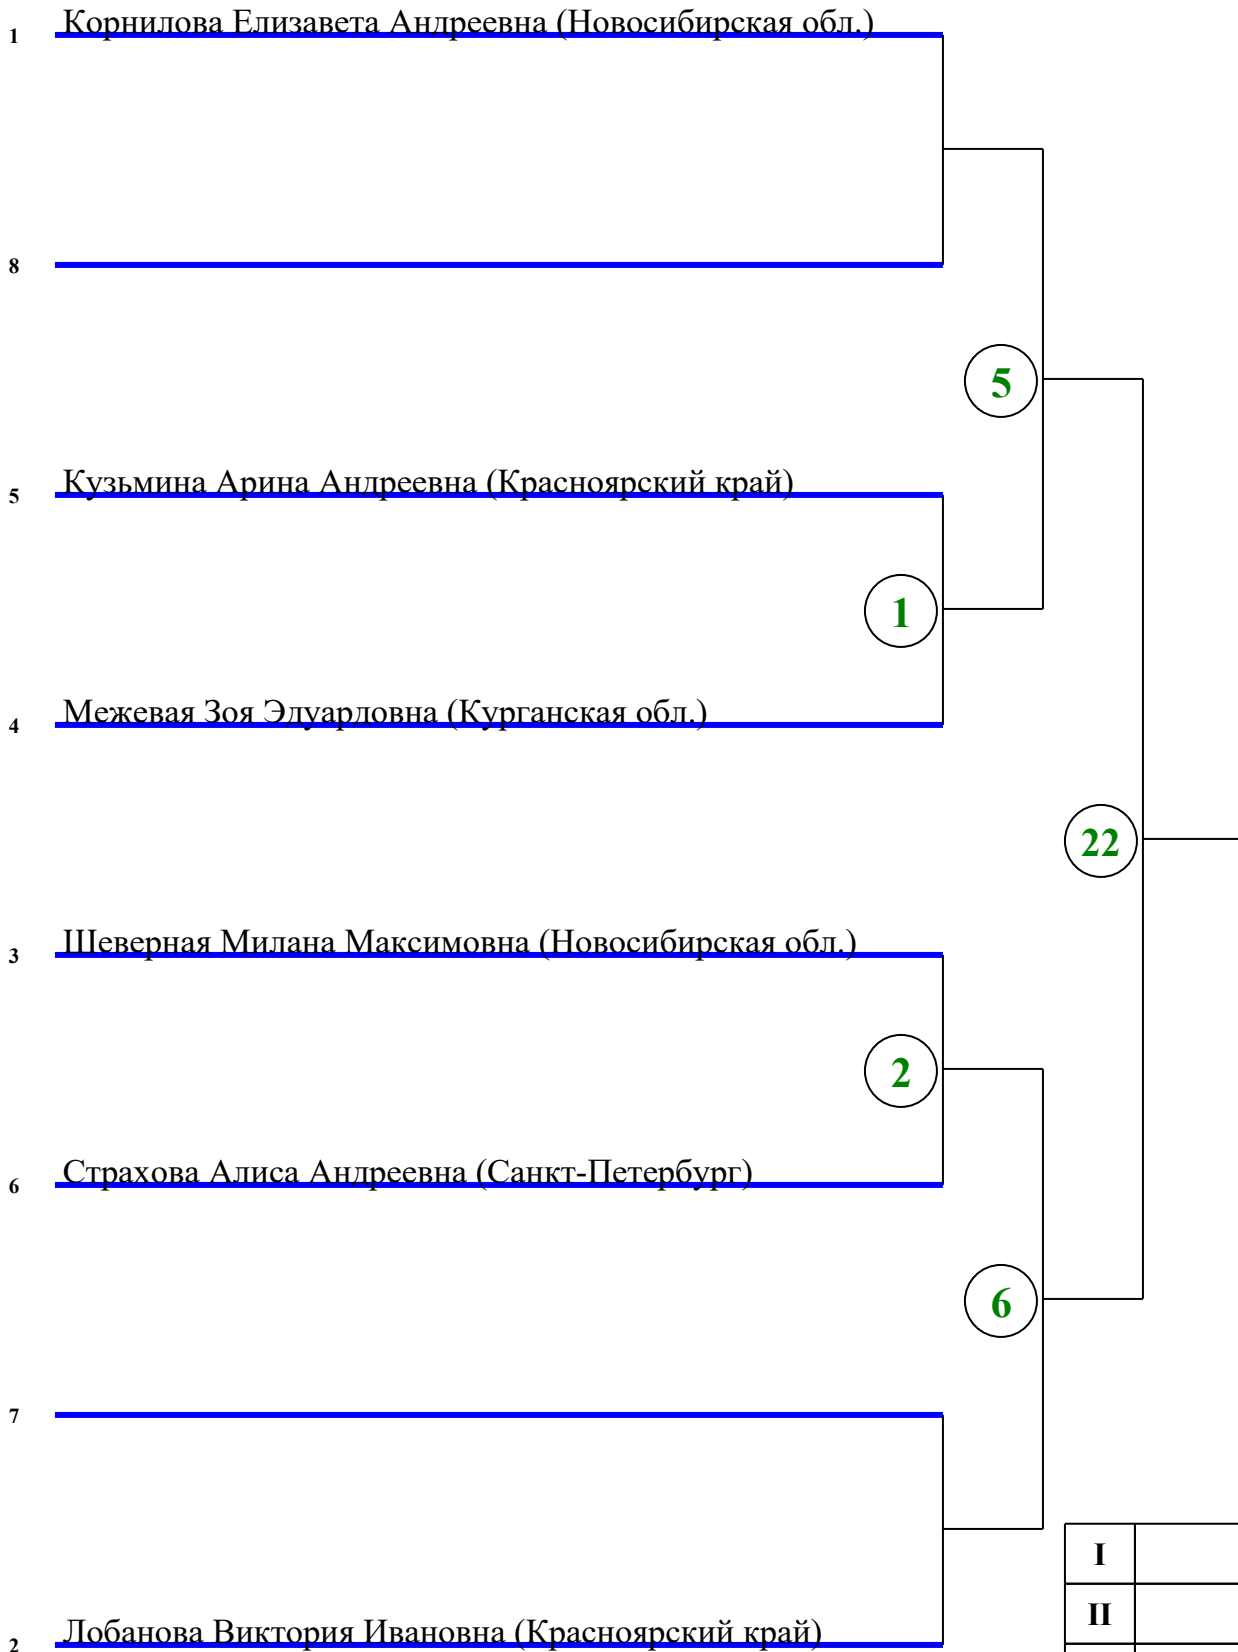 1 Корнилова Елизавета Андреевна (Новосибирская обл.)
8
5
5 Кузьмина Арина Андреевна (Красноярский край)
1
4 Межевая Зоя Эдуардовна (Курганская обл.)
22
3 Шеверная Милана Максимовна (Новосибирская обл.)
2
6 Страхова Алиса Андреевна (Санкт-Петербург)
6
7
I
II
2 Лобанова Виктория Ивановна (Красноярский край)